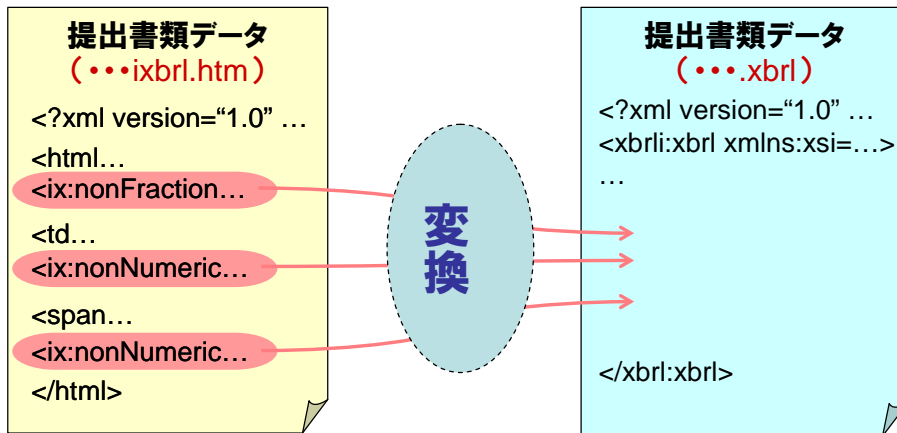 提出書類データ
(・・・ixbrl.htm)
<?xml version=“1.0” …
<html…
<ix:nonFraction…
<td…
<ix:nonNumeric…
<span…
<ix:nonNumeric…
</html>
変換
提出書類データ
(・・・.xbrl)
<?xml version=“1.0” …
<xbrli:xbrl xmlns:xsi=…>
…
</xbrl:xbrl>